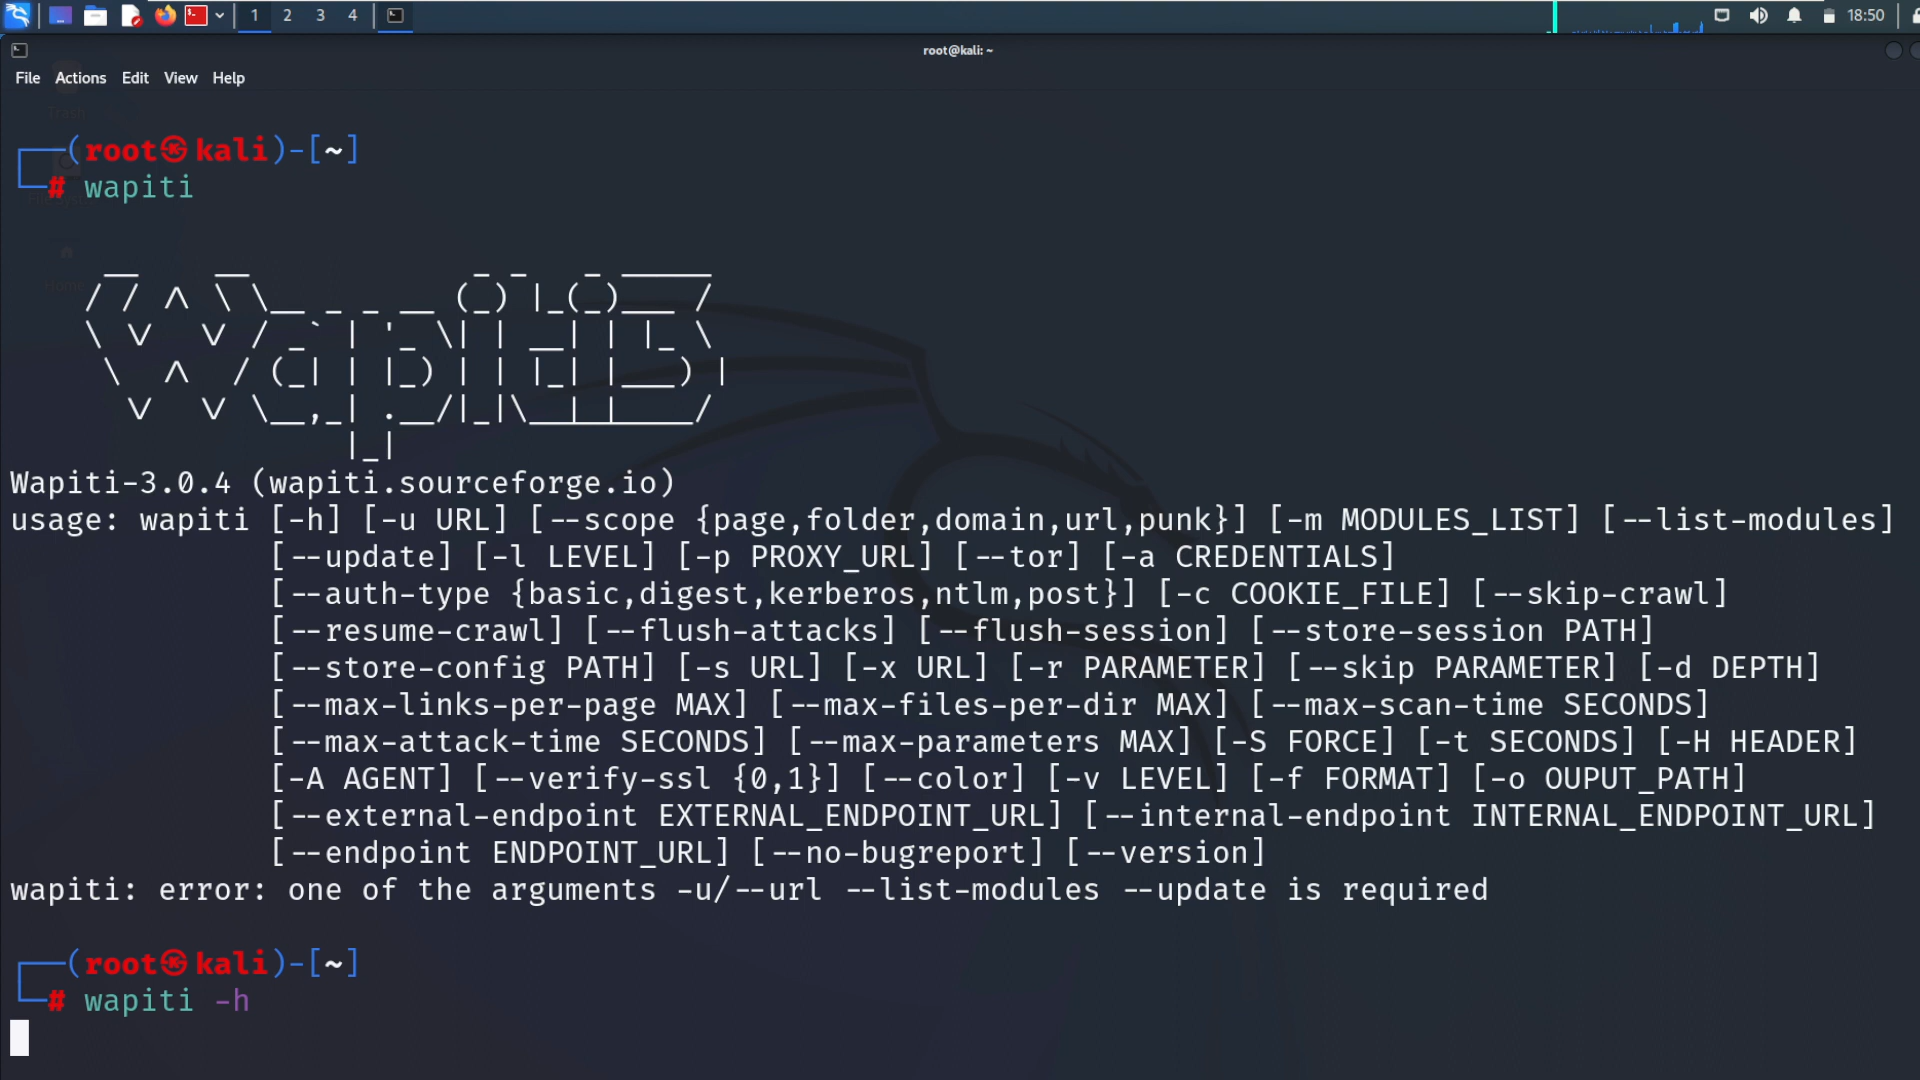 1 2 3 4
18:50
root@kali: ~
File Actions Edit View Help
Trash
(root㉿kali)-[~]
# wapiti
Wapiti3
Wapiti-3.0.4 (wapiti.sourceforge.io)
usage: wapiti [-h] [-u URL] [--scope {page,folder,domain,url,punk}] [-m MODULES_LIST] [--list-modules]
[--update] [-l LEVEL] [-p PROXY_URL] [--tor] [-a CREDENTIALS]
[--auth-type {basic,digest,kerberos,ntlm,post}] [-c COOKIE_FILE] [--skip-crawl]
[--resume-crawl] [--flush-attacks] [--flush-session] [--store-session PATH]
[--store-config PATH] [-s URL] [-x URL] [-r PARAMETER] [--skip PARAMETER] [-d DEPTH]
[--max-links-per-page MAX] [--max-files-per-dir MAX] [--max-scan-time SECONDS]
[--max-attack-time SECONDS] [--max-parameters MAX] [-S FORCE] [-t SECONDS] [-H HEADER]
[-A AGENT] [--verify-ssl {0,1}] [--color] [-v LEVEL] [-f FORMAT] [-o OUPUT_PATH]
[--external-endpoint EXTERNAL_ENDPOINT_URL] [--internal-endpoint INTERNAL_ENDPOINT_URL]
[--endpoint ENDPOINT_URL] [--no-bugreport] [--version]
wapiti: error: one of the arguments -u/--url --list-modules --update is required
(root㉿kali)-[~]
# wapiti -h